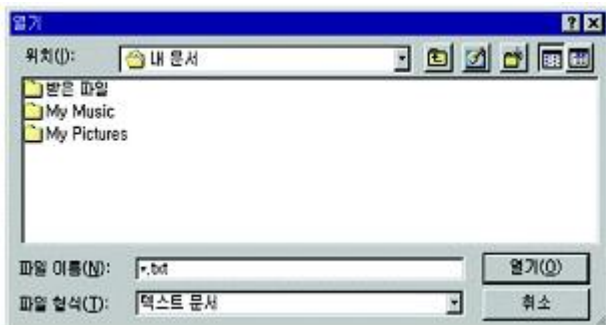 열기
위치(I): 내 문서
받은 파일
My Music
My Pictures
파일 이름(N): *.txt 열기(O)
파일 형식(T): 텍스트 문서 취소